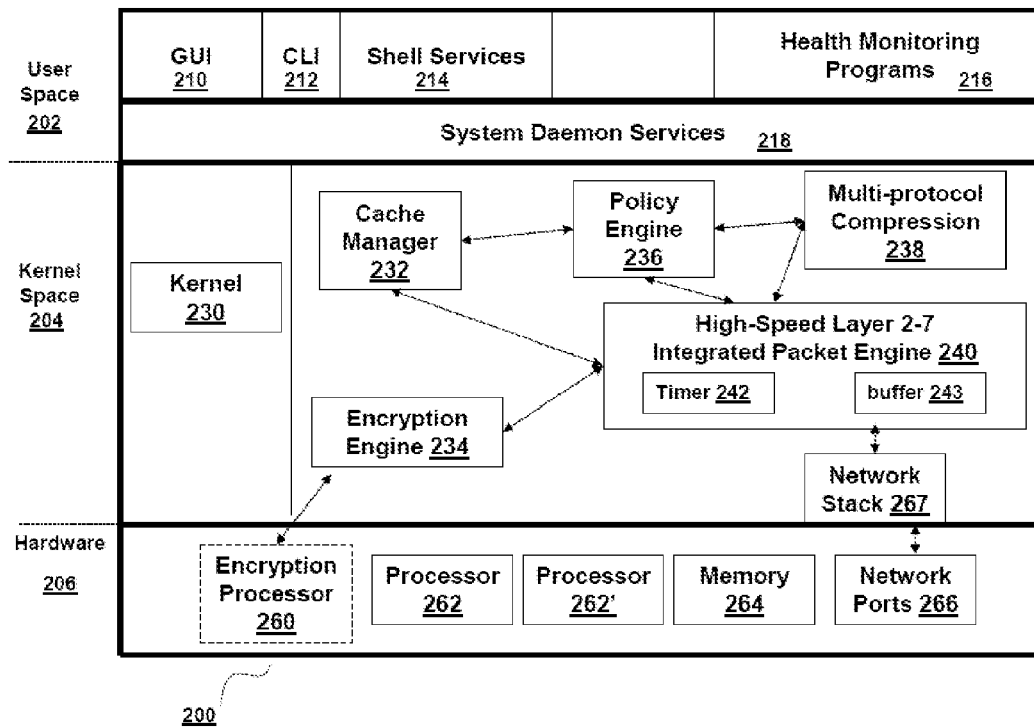 User
Space
202
GUI
210
CLI
212
Shell Services
214
Health Monitoring
Programs
216
System Daemon Services 218
Kernel
Space
204
Kernel
230
Cache
Manager
232
Policy
Engine
236
Multi-protocol
Compression
238
High-Speed Layer 2-7
Integrated Packet Engine 240
Timer 242
buffer 243
Encryption
Engine 234
Network
Stack 267
Hardware
206
Encryption
Processor
260
Processor
262
Processor
262'
Memory
264
Network
Ports 266
200